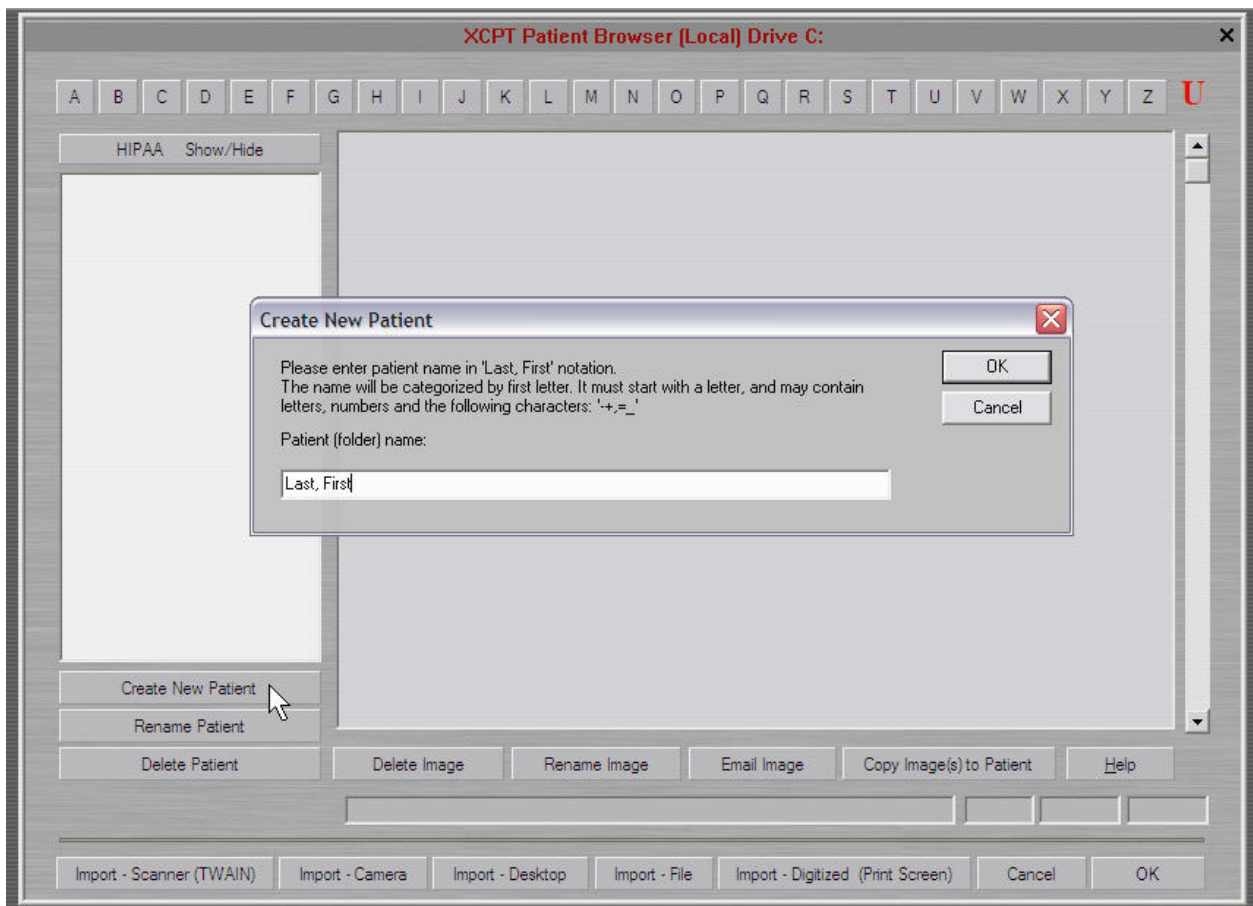 XCPT Patient Browser (Local) Drive C:
A B C D E F G H I J K L M N O P Q R S T U V W X Y Z U
HIPAA Show/Hide
Create New Patient
Please enter patient name in 'Last, First' notation.
The name will be categorized by first letter. It must start with a letter, and may contain
letters, numbers and the following characters: '-+,=_'
Patient (folder) name:
Last, First
OK
Cancel
Create New Patient
Rename Patient
Delete Patient
Delete Image
Rename Image
Email Image
Copy Image(s) to Patient
Help
Import - Scanner (TWAIN)
Import - Camera
Import - Desktop
Import - File
Import - Digitized (Print Screen)
Cancel
OK